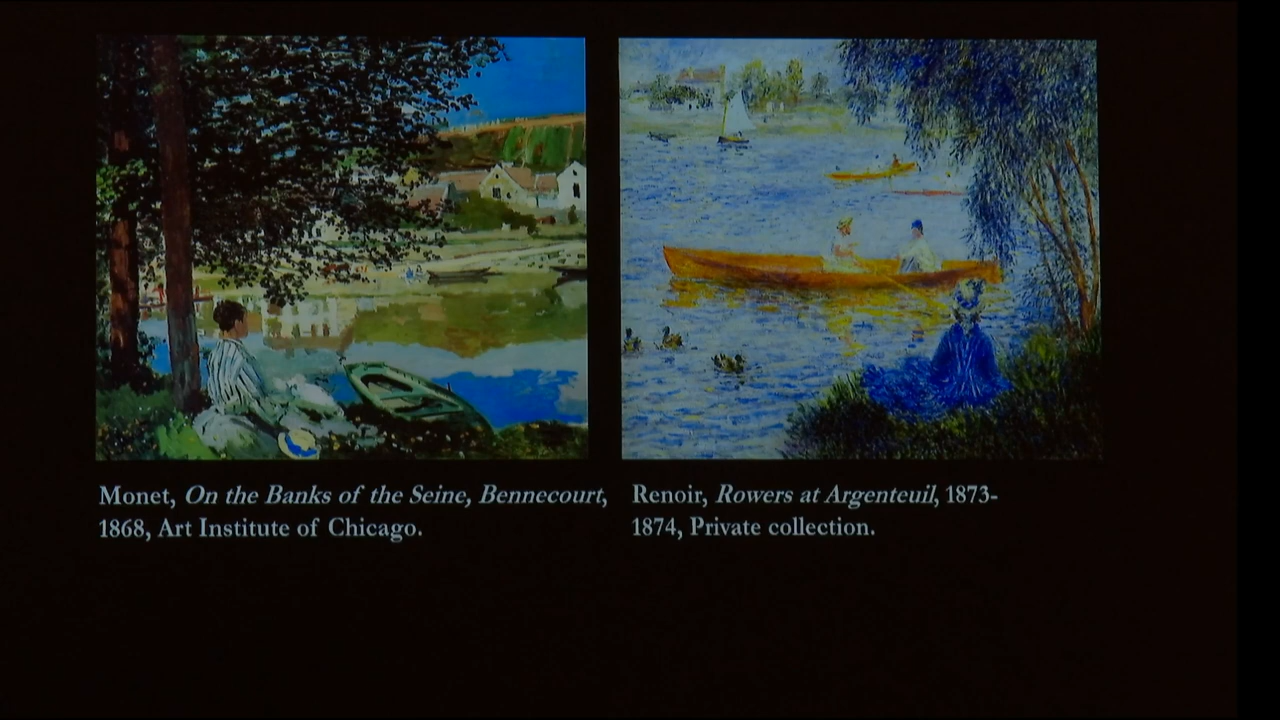 Monet, On the Banks of the Seine, Bennecourt,
1868, Art Institute of Chicago.
Renoir, Rowers at Argenteuil, 1873-
1874, Private collection.